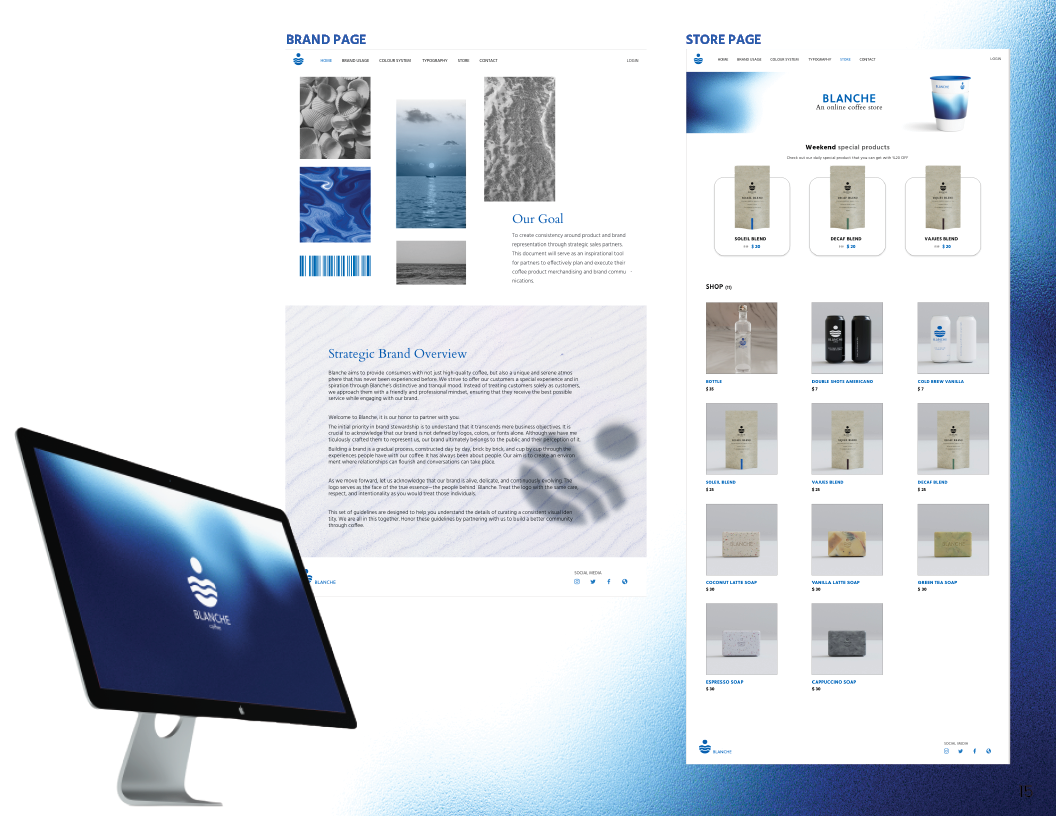 BRAND PAGE
HOME BRAND USAGE COLOUR SYSTEM TYPOGRAPHY STORE CONTACT LOGIN
Our Goal
To create consistency around product and brand
representation through strategic sales partners.
This document will serve as an inspirational tool
for partners to effectively plan and execute their
coffee product merchandising and brand commu -
nications.
Strategic Brand Overview
Blanche aims to provide consumers with not just high-quality coffee, but also a unique and serene atmos
phere that has never been experienced before. We strive to offer our customers a special experience and in
spiration through Blanche's distinctive and tranquil mood. Instead of treating customers solely as customers,
we approach them with a friendly and professional mindset, ensuring that they receive the best possible
service while engaging with our brand.
Welcome to Blanche, it is our honor to partner with you.
The initial priority in brand stewardship is to understand that it transcends mere business objectives. It is
crucial to acknowledge that our brand is not defined by logos, colors, or fonts alone. Although we have me
ticulously crafted them to represent us, our brand ultimately belongs to the public and their perception of it.
Building a brand is a gradual process, constructed day by day, brick by brick, and cup by cup through the
experiences people have with our coffee. It has always been about people. Our aim is to create an environ
ment where relationships can flourish and conversations can take place.
As we move forward, let us acknowledge that our brand is alive, delicate, and continuously evolving. The
logo serves as the face of the true essence—the people behind Blanche. Treat the logo with the same care,
respect, and intentionality as you would treat those individuals.
This set of guidelines are designed to help you understand the details of curating a consistent visual iden
tity. We are all in this together. Honor these guidelines by partnering with us to build a better community
through coffee.
BLANCHE
SOCIAL MEDIA
BLANCHE
coffee
STORE PAGE
HOME BRAND USAGE COLOUR SYSTEM TYPOGRAPHY STORE CONTACT LOGIN
BLANCHE
An online coffee store
BLANCHE
Weekend special products
Check out our daily special product that you can get with %20 OFF
SOLEIL BLEND
$ 20
DECAF BLEND
$ 20
VAJUES BLEND
$ 20
SHOP (11)
BOTTLE
$ 35
DOUBLE SHOTS AMERICANO
$ 7
COLD BREW VANILLA
$ 7
SOLEIL BLEND
$ 25
VAJUES BLEND
$ 25
DECAF BLEND
$ 25
COCONUT LATTE SOAP
$ 30
VANILLA LATTE SOAP
$ 30
GREEN TEA SOAP
$ 30
ESPRESSO SOAP
$ 30
CAPPUCCINO SOAP
$ 30
BLANCHE
SOCIAL MEDIA